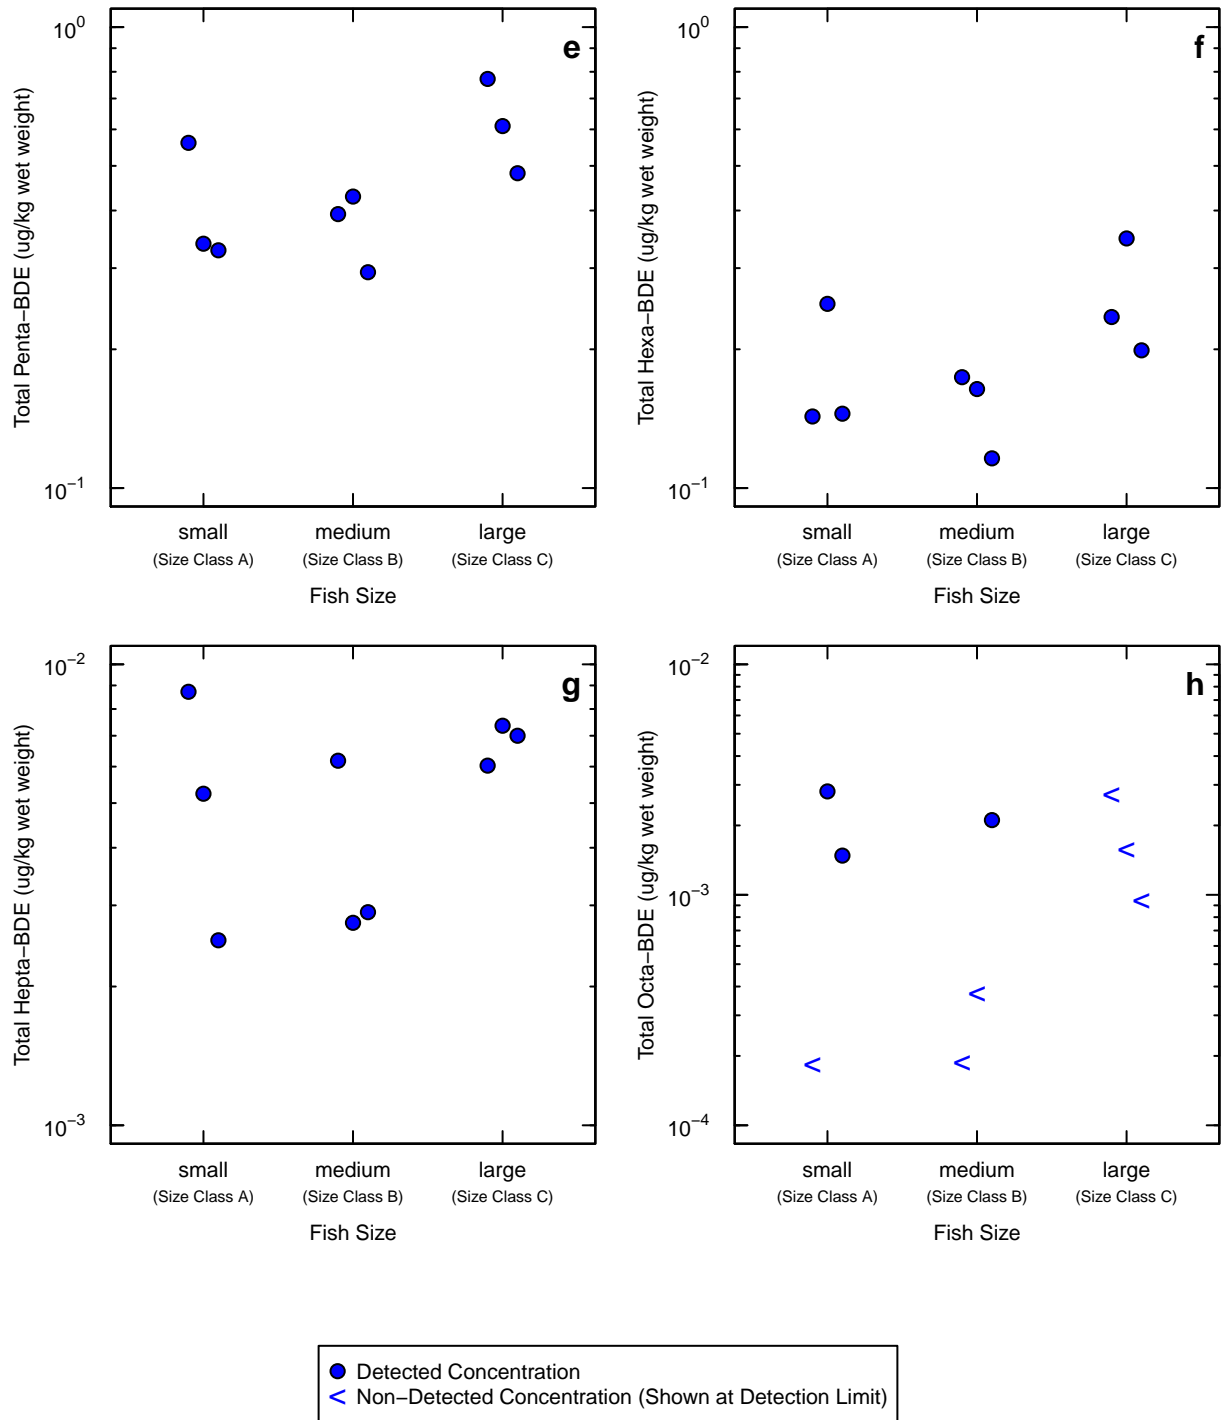 10^0
10^−1
Total Penta−BDE (ug/kg wet weight)
e
small
medium
large
(Size Class A)
(Size Class B)
(Size Class C)
Fish Size
10^0
10^−1
Total Hexa−BDE (ug/kg wet weight)
f
small
medium
large
(Size Class A)
(Size Class B)
(Size Class C)
Fish Size
10^−2
10^−3
Total Hepta−BDE (ug/kg wet weight)
g
small
medium
large
(Size Class A)
(Size Class B)
(Size Class C)
Fish Size
10^−2
10^−3
10^−4
Total Octa−BDE (ug/kg wet weight)
h
small
medium
large
(Size Class A)
(Size Class B)
(Size Class C)
Fish Size
Detected Concentration
< Non−Detected Concentration (Shown at Detection Limit)